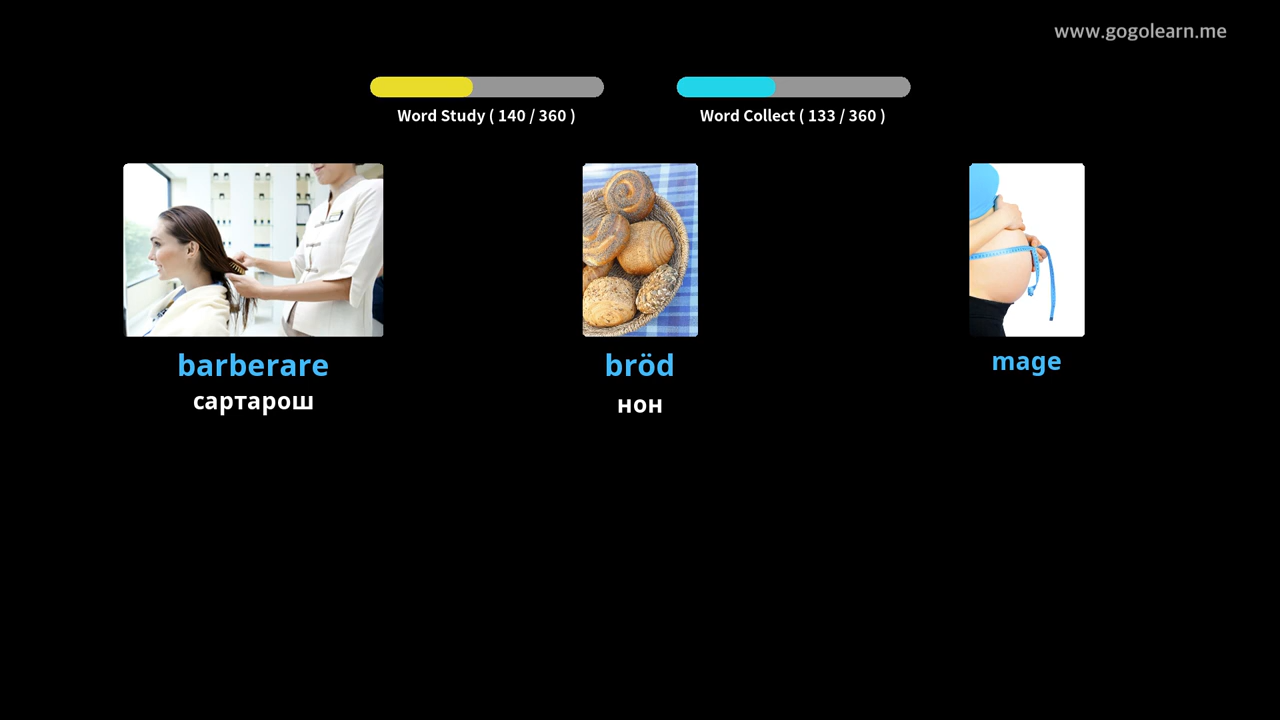 www.gogolearn.me
Word Study ( 140 / 360 )
Word Collect ( 133 / 360 )
barberare
сартарош
bröd
нон
mage